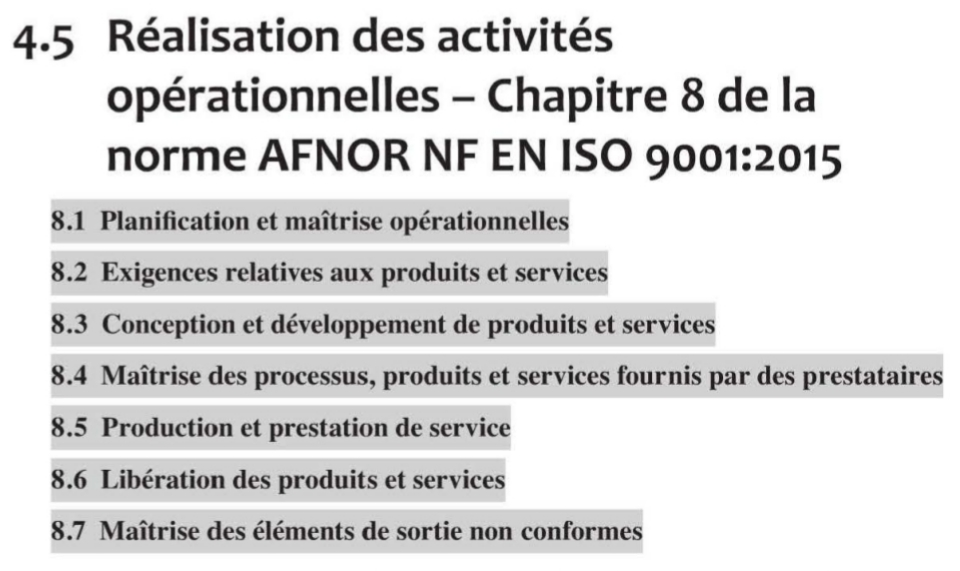 4.5 Réalisation des activités
opérationnelles – Chapitre 8 de la
norme AFNOR NF EN ISO 9001:2015
8.1 Planification et maîtrise opérationnelles
8.2 Exigences relatives aux produits et services
8.3 Conception et développement de produits et services
8.4 Maîtrise des processus, produits et services fournis par des prestataires
8.5 Production et prestation de service
8.6 Libération des produits et services
8.7 Maîtrise des éléments de sortie non conformes